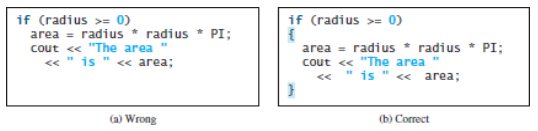 if (radius >= 0)
area = radius * radius * PI;
cout << "The area "
<< " is " << area;
(a) Wrong
if (radius >= 0)
{
area = radius * radius * PI;
cout << "The area "
<< " is " << area;
}
(b) Correct